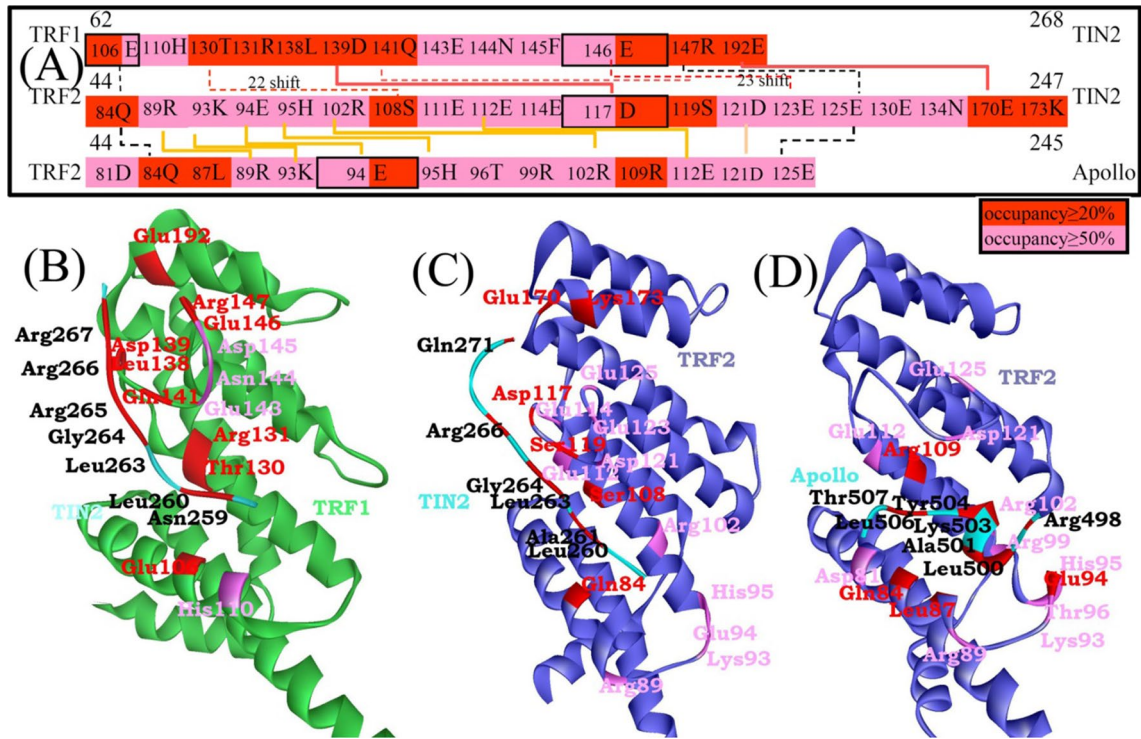 62 268
TRF1 106 E 110H 130T 131R 138L 139D 141Q 143E 144N 145F 146 E 147R 192E TIN2
(A)
44 22 shift 23 shift 247
TRF2 84Q 89R 93K 94E 95H 102R 108S 111E 112E 114E 117 D 119S 121D 123E 125E 130E 134N 170E 173K TIN2
44 245
TRF2 81D 84Q 87L 89R 93K 94 E 95H 96T 99R 102R 109R 112E 121D 125E Apollo
occupancy≥20%
occupancy≥50%
(B)
Glu192
Arg147
Glu146
Arg267
Asp139
Asp145
Arg266
Leu138
Asn144
Gln141
Glu143
Arg265
Gly264
Arg131
Leu263
Thr130
Leu260
TIN2
Asn259
TRF1
Glu106
His110
(C)
Glu170
Lys173
Gln271
TRF2
Glu125
Asp117
Glu114
Glu123
Arg266
Ser119
Asp121
Glu112
Gly264
TIN2
Leu263
Ser108
Arg102
Ala261
Leu260
Gln84
His95
Glu94
Lys93
Arg89
(D)
Glu125
TRF2
Glu112
Asp121
Arg109
Apollo
Thr507
Tyr504
Arg102
Leu506
Lys503
Arg498
Ala501
Arg99
Leu500
Asp81
His95
Gln84
Glu94
Leu87
Thr96
Lys93
Arg89